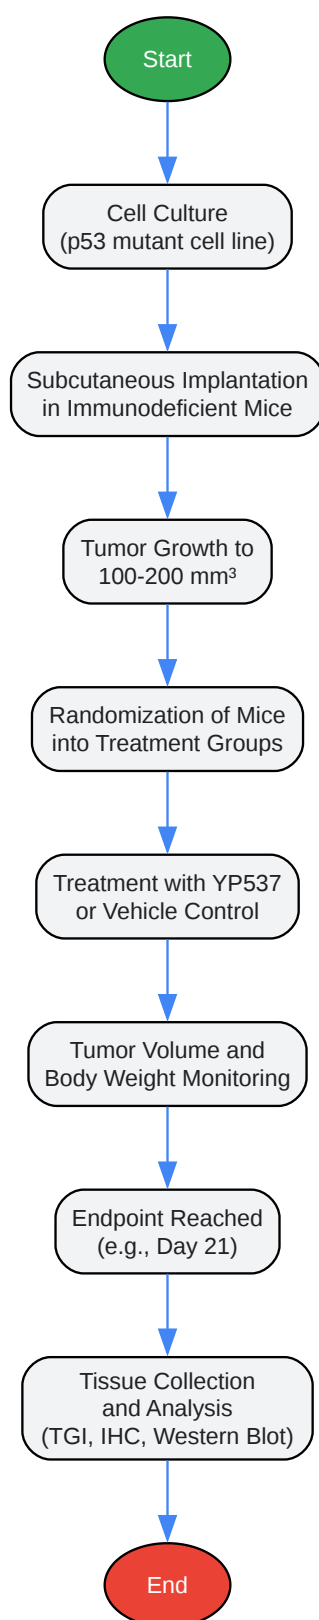 Start
Cell Culture
(p53 mutant cell line)
Subcutaneous Implantation
in Immunodeficient Mice
Tumor Growth to
100-200 mm³
Randomization of Mice
into Treatment Groups
Treatment with YP537
or Vehicle Control
Tumor Volume and
Body Weight Monitoring
Endpoint Reached
(e.g., Day 21)
Tissue Collection
and Analysis
(TGI, IHC, Western Blot)
End